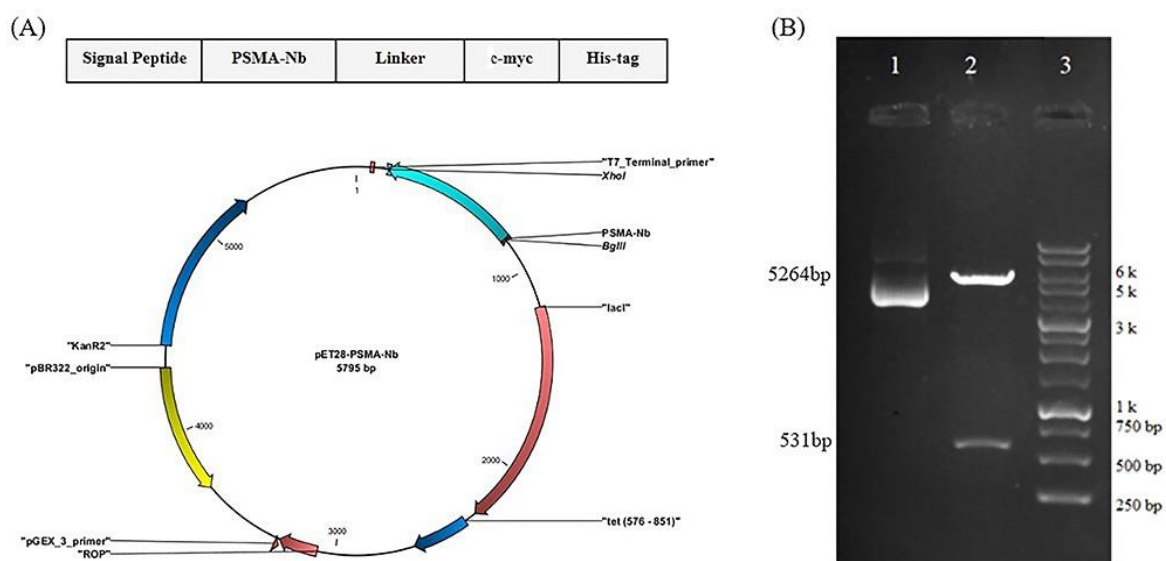 (A)
Signal Peptide PSMA-Nb Linker c-myc His-tag
"T7_Terminal_primer"
XhoI
1
PSMA-Nb
BglII
1000
"lacI"
5000
"KanR2"
"pBR322_origin"
pET28-PSMA-Nb
5795 bp
4000
2000
"tet (576 - 851)"
3000
"pGEX_3_primer"
"ROP"
(B)
1 2 3
5264bp
531bp
6 k
5 k
3 k
1 k
750 bp
500 bp
250 bp